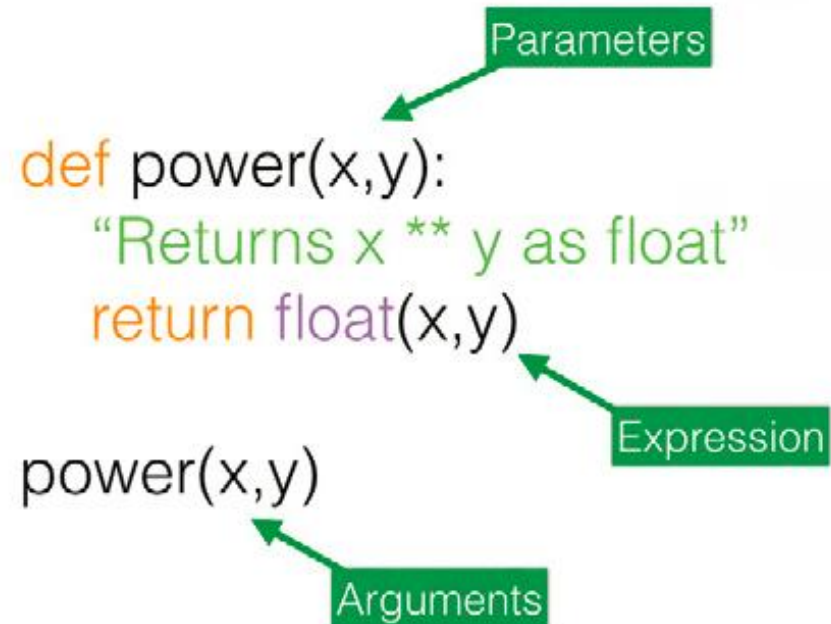 Parameters
def power(x,y):
“Returns x ** y as float”
return float(x,y)
Expression
power(x,y)
Arguments